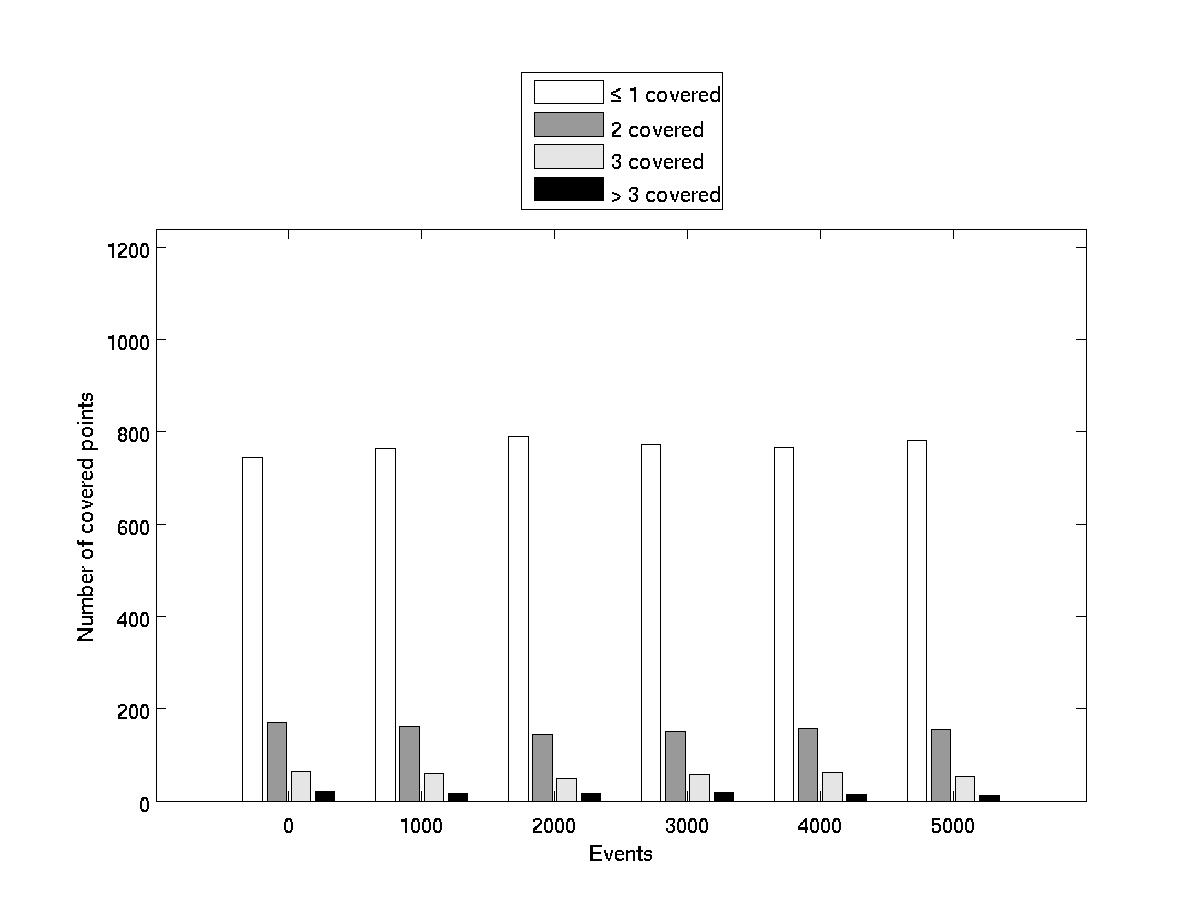 ≤ 1 covered
2 covered
3 covered
> 3 covered
1200
1000
800
600
400
200
0
Number of covered points
0 1000 2000 3000 4000 5000
Events